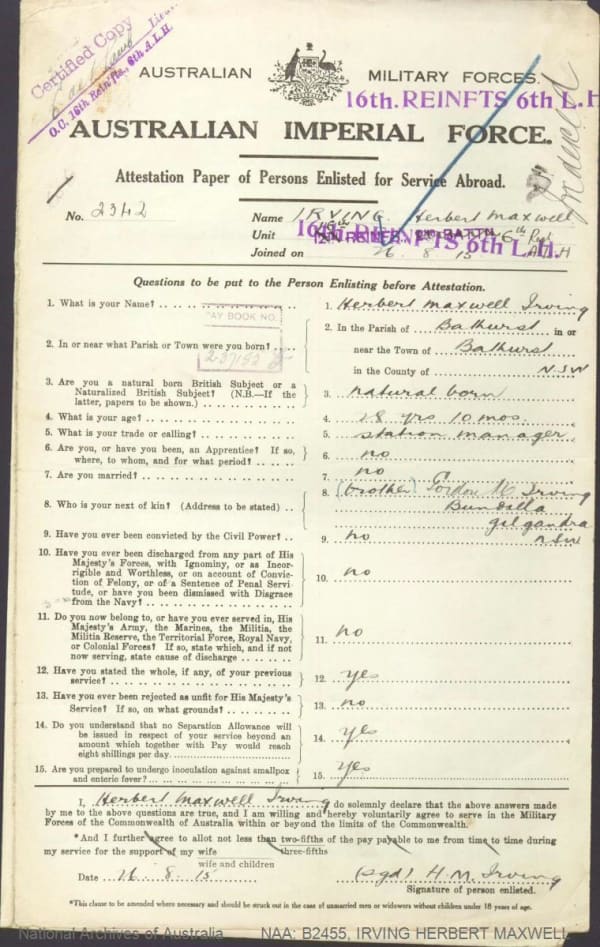 Certified Copy
Lieut
O.C. 16th Reinfts, 6th A.L.H.
AUSTRALIAN MILITARY FORCES.
16th. REINFTS 6th L.H
AUSTRALIAN IMPERIAL FORCE.
Attestation Paper of Persons Enlisted for Service Abroad.
No. 2342 Name IRVING. Herbert Maxwell
Unit 6th Regt
16th REINFTS 6th L.H.
Joined on 16 8 15 A.L.H
Questions to be put to the Person Enlisting before Attestation.
1. What is your Name? 1. Herbert Maxwell Irving
PAY BOOK NO.
2. In or near what Parish or Town were you born? 2. In the Parish of Bathurst in or
near the Town of Bathurst
in the County of NSW
3. Are you a natural born British Subject or a
Naturalized British Subject? (N.B.—If the
latter, papers to be shown.) 3. natural born
4. What is your age? 4. 28 yrs 10 mos.
5. What is your trade or calling? 5. station manager
6. Are you, or have you been, an Apprentice? If so,
where, to whom, and for what period? 6. no
7. Are you married? 7. no
8. Who is your next of kin? (Address to be stated) 8. (brother) Gordon Irving
gilgandra
NSW
9. Have you ever been convicted by the Civil Power? 9. no
10. Have you ever been discharged from any part of His
Majesty's Forces, with Ignominy, or as Incor-
rigible and Worthless, or on account of Convic-
tion of Felony, or of a Sentence of Penal Servi-
tude, or have you been dismissed with Disgrace
from the Navy? 10. no
11. Do you now belong to, or have you ever served in, His
Majesty's Army, the Marines, the Militia, the
Militia Reserve, the Territorial Force, Royal Navy,
or Colonial Forces? If so, state which, and if not
now serving, state cause of discharge 11. no
12. Have you stated the whole, if any, of your previous
service? 12. yes
13. Have you ever been rejected as unfit for His Majesty's
Service? If so, on what grounds? 13. no
14. Do you understand that no Separation Allowance will
be issued in respect of your service beyond an
amount which together with Pay would reach
eight shillings per day 14. yes
15. Are you prepared to undergo inoculation against smallpox
and enteric fever? 15. yes
I, Herbert Maxwell Irving do solemnly declare that the above answers made
by me to the above questions are true, and I am willing and hereby voluntarily agree to serve in the Military
Forces of the Commonwealth of Australia within or beyond the limits of the Commonwealth.
*And I further agree to allot not less than two-fifths of the pay payable to me from time to time during
three-fifths
my service for the support of my wife
wife and children
Date 16. 8. 15 (sgd) H. M. Irving
Signature of person enlisted.
*This clause to be amended where necessary and should be struck out in the case of unmarried men or widowers without children under 18 years of age.
National Archives of Australia NAA: B2455, IRVING HERBERT MAXWELL